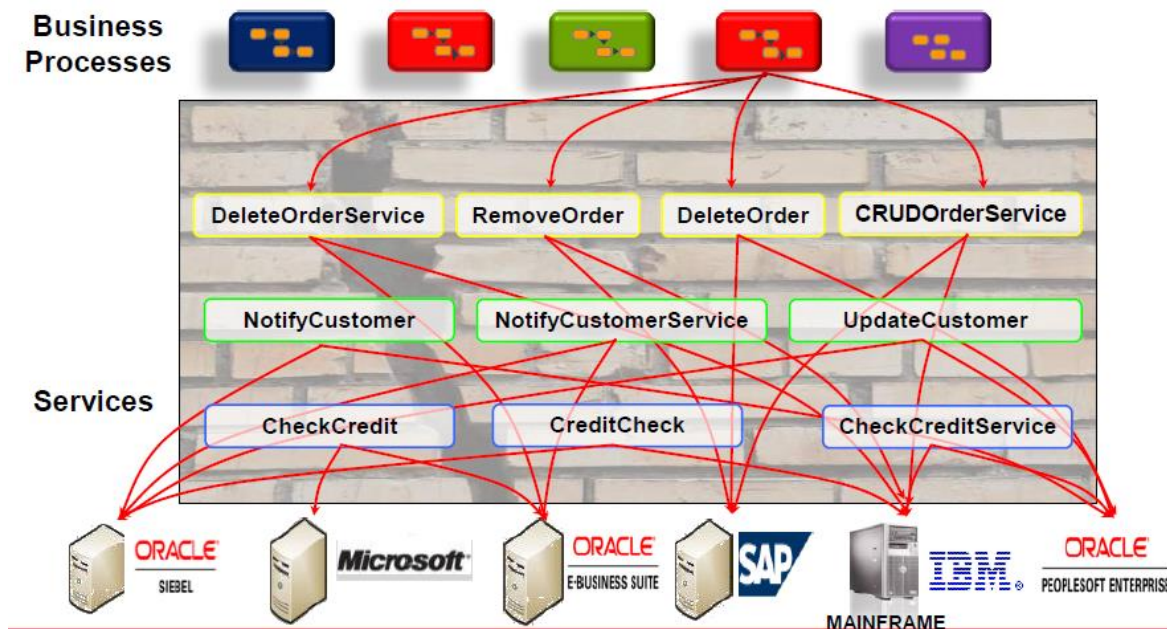 Business
Processes
DeleteOrderService
RemoveOrder
DeleteOrder
CRUDOrderService
NotifyCustomer
NotifyCustomerService
UpdateCustomer
Services
CheckCredit
CreditCheck
CheckCreditService
ORACLE
SIEBEL
Microsoft
ORACLE
E-BUSINESS SUITE
SAP
IBM
MAINFRAME
ORACLE
PEOPLESOFT ENTERPRISE